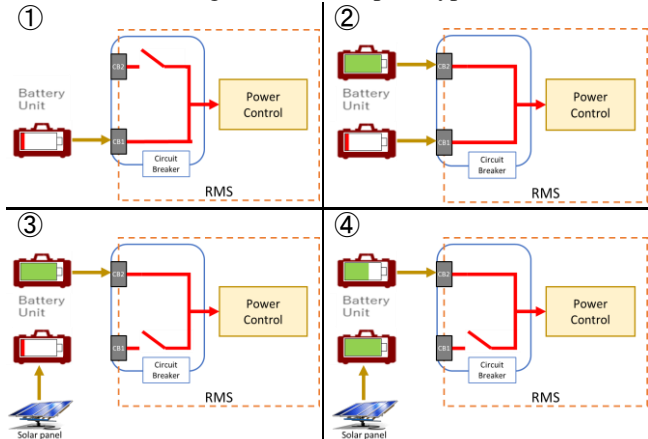 ①
CB2
Battery
Unit
CB1
Power
Control
Circuit
Breaker
RMS
②
Battery
Unit
CB2
CB1
Power
Control
Circuit
Breaker
RMS
③
Battery
Unit
CB2
CB1
Power
Control
Circuit
Breaker
RMS
Solar panel
④
Battery
Unit
CB2
CB1
Power
Control
Circuit
Breaker
RMS
Solar panel